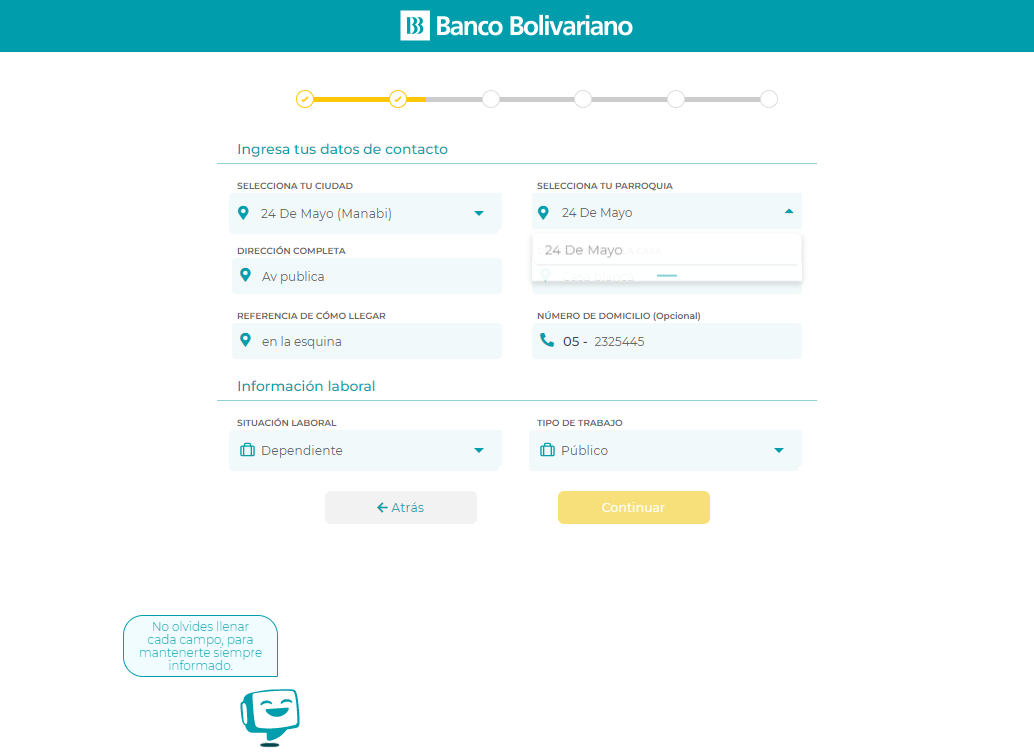 Banco Bolivariano
Ingresa tus datos de contacto
SELECCIONA TU CIUDAD
24 De Mayo (Manabi)
SELECCIONA TU PARROQUIA
24 De Mayo
24 De Mayo
DIRECCIÓN COMPLETA
Av publica
Casa blanca
REFERENCIA DE CÓMO LLEGAR
en la esquina
NÚMERO DE DOMICILIO (Opcional)
05 - 2325445
Información laboral
SITUACIÓN LABORAL
Dependiente
TIPO DE TRABAJO
Público
Atrás
Continuar
No olvides llenar
cada campo, para
mantenerte siempre
informado.